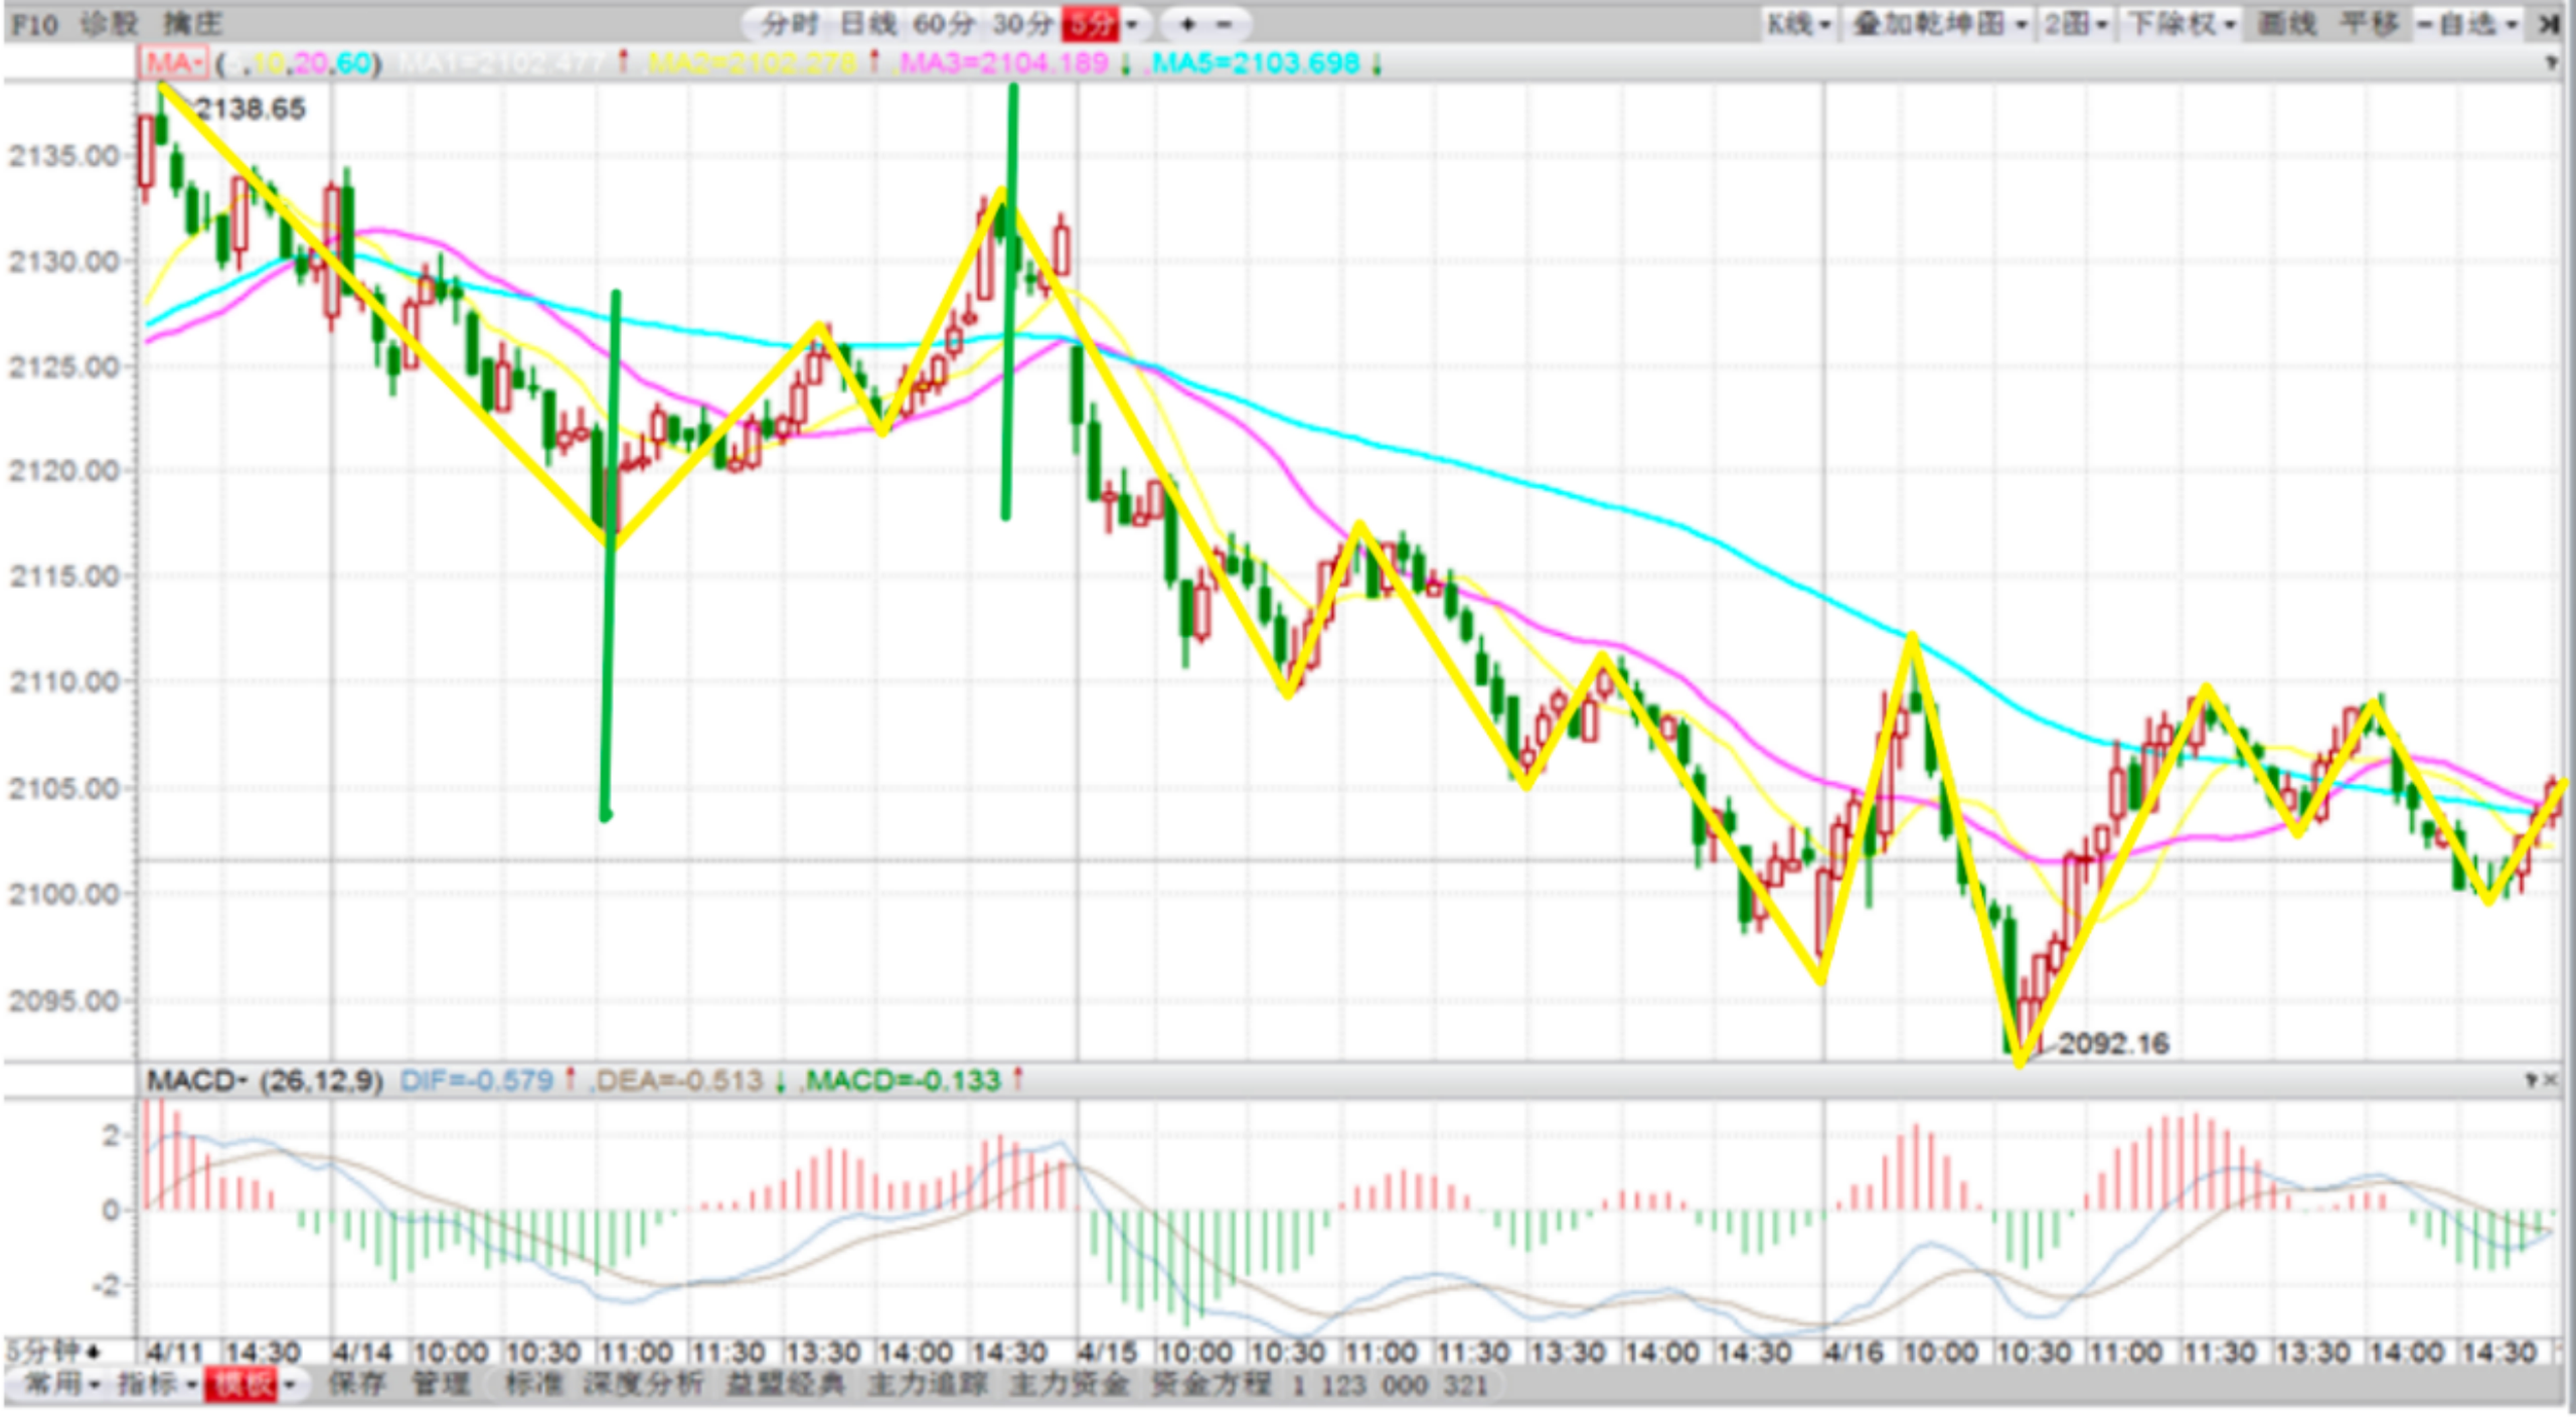 F10 诊股 擒庄 分时 日线 60分 30分 5分 + - K线 叠加乾坤图 2图 下除权 画线 平移 -自选
MA (5,10,20,60) MA1=2102.477 ↑ .MA2=2102.278 ↑ .MA3=2104.189 ↓ .MA5=2103.698 ↓ ?
2138.65
2135.00
2130.00
2125.00
2120.00
2115.00
2110.00
2105.00
2100.00
2095.00
2092.16
MACD (26,12,9) DIF=-0.579 ↑ .DEA=-0.513 ↓ .MACD=-0.133 ↑ ? ×
2
0
-2
5分钟 4/11 14:30 4/14 10:00 10:30 11:00 11:30 13:30 14:00 14:30 4/15 10:00 10:30 11:00 11:30 13:30 14:00 14:30 4/16 10:00 10:30 11:00 11:30 13:30 14:00 14:30
常用 指标 模板 保存 管理 标准 深度分析 益盟经典 主力追踪 主力资金 资金方程 1 123 000 321